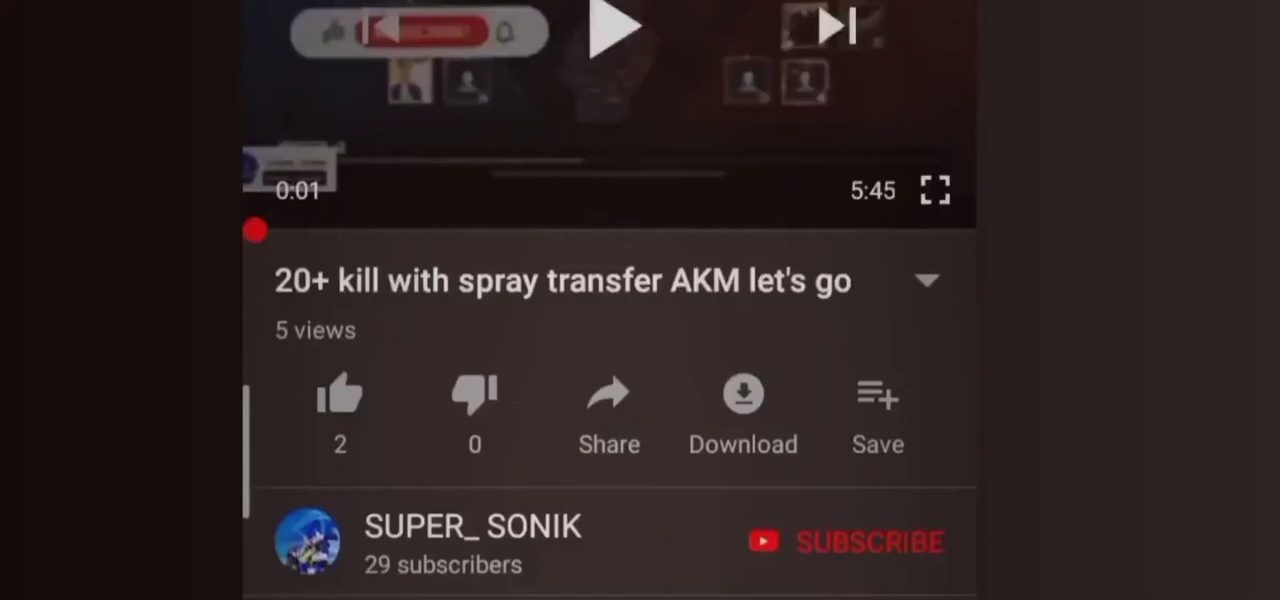 0:01
5:45
20+ kill with spray transfer AKM let's go
5 views
2
0
Share
Download
Save
SUPER_ SONIK
SUBSCRIBE
29 subscribers